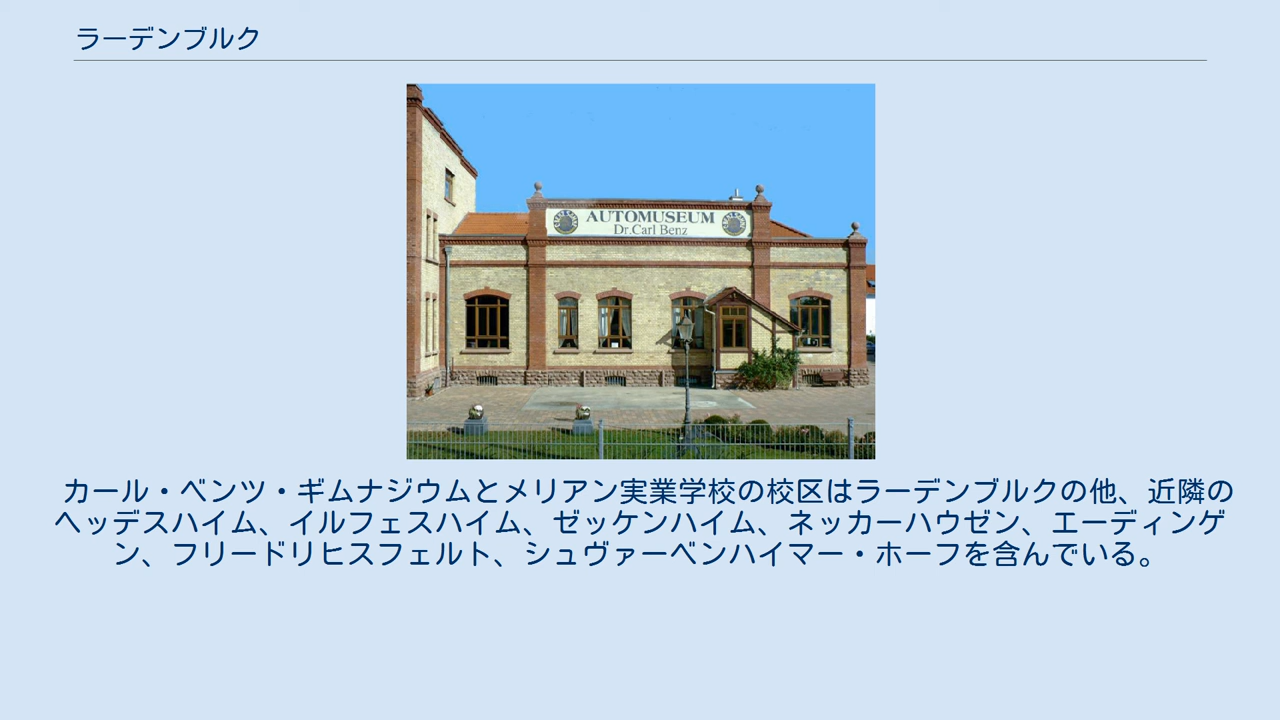 ラーデンブルク
AUTOMUSEUM
Dr.Carl Benz
カール・ベンツ・ギムナジウムとメリアン実業学校の校区はラーデンブルクの他、近隣の
ヘッデスハイム、イルフェスハイム、ゼッケンハイム、ネッカーハウゼン、エーディンゲ
ン、フリードリヒスフェルト、シュヴァーベンハイマー・ホーフを含んでいる。